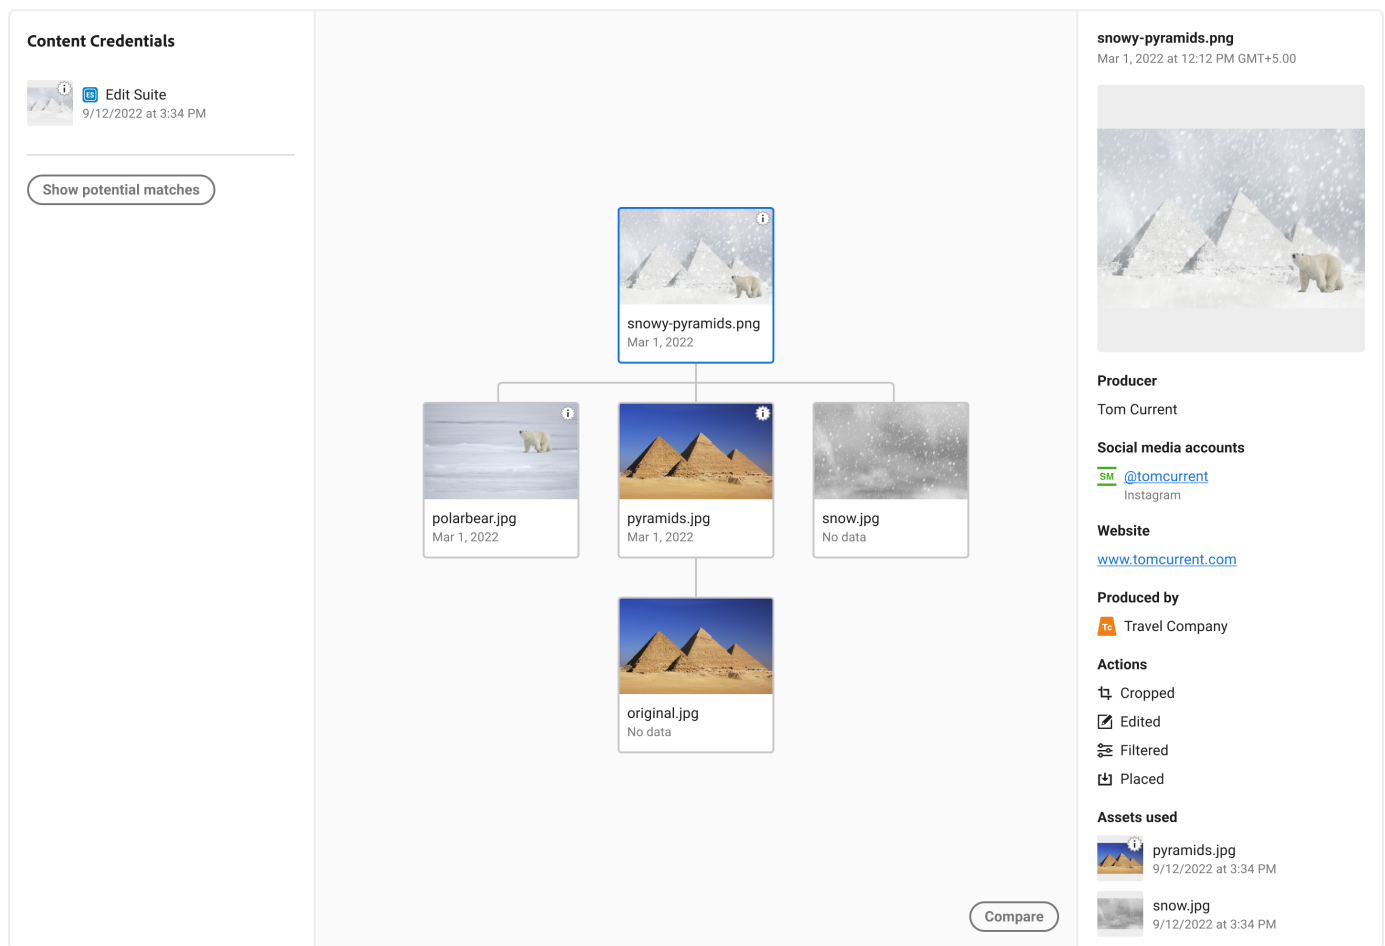 Content Credentials
ES Edit Suite
9/12/2022 at 3:34 PM
Show potential matches
snowy-pyramids.png
Mar 1, 2022
polarbear.jpg
Mar 1, 2022
pyramids.jpg
Mar 1, 2022
snow.jpg
No data
original.jpg
No data
Compare
snowy-pyramids.png
Mar 1, 2022 at 12:12 PM GMT+5.00
Producer
Tom Current
Social media accounts
SM @tomcurrent
Instagram
Website
www.tomcurrent.com
Produced by
Tc Travel Company
Actions
Cropped
Edited
Filtered
Placed
Assets used
pyramids.jpg
9/12/2022 at 3:34 PM
snow.jpg
9/12/2022 at 3:34 PM